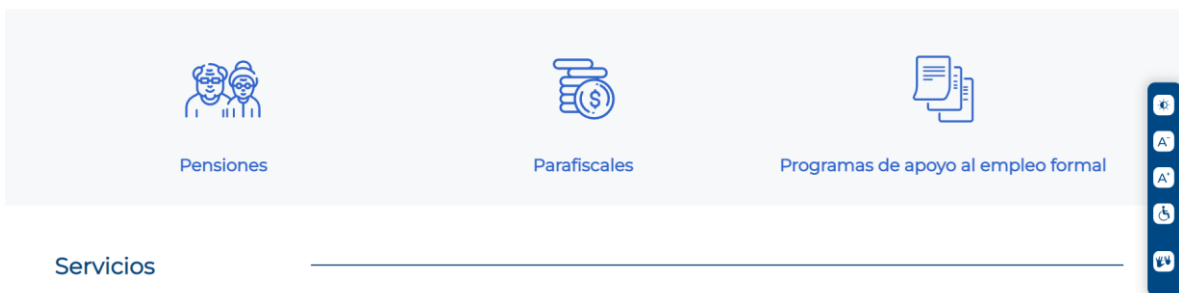 Pensiones
Parafiscales
Programas de apoyo al empleo formal
A-
A+
Servicios